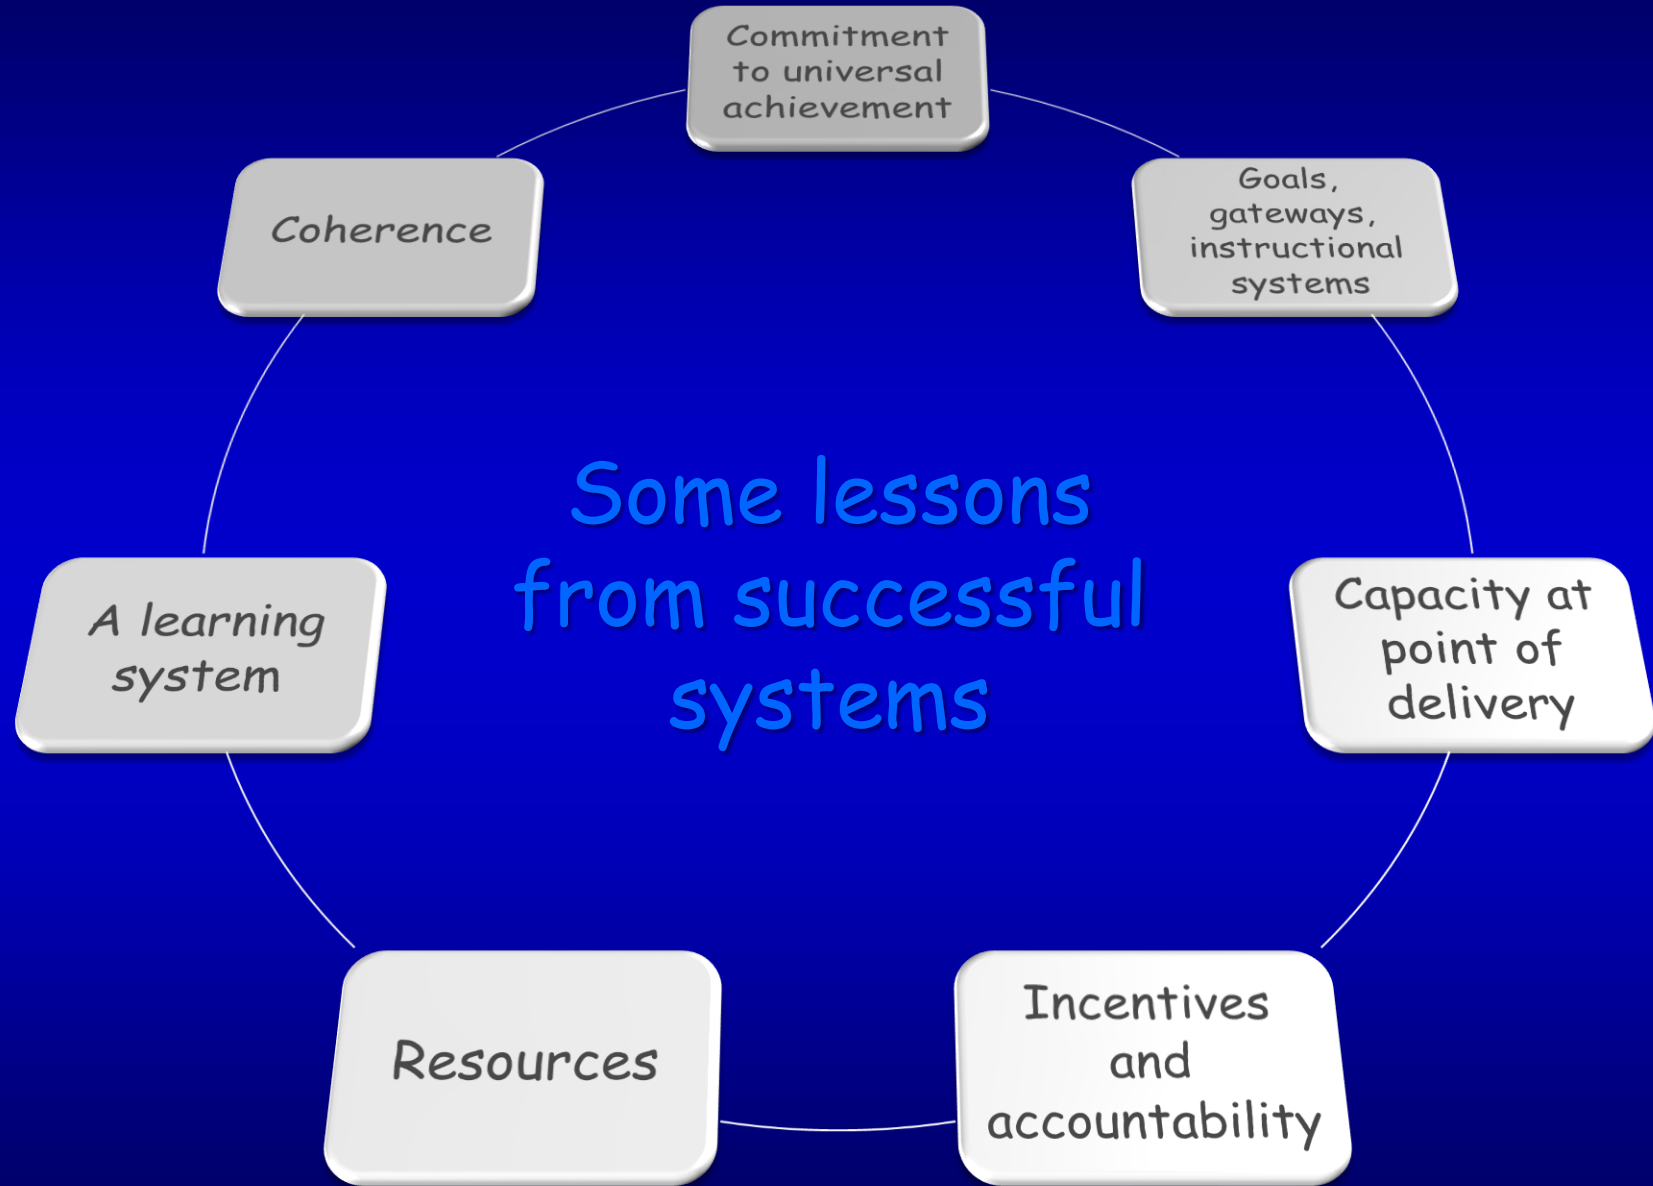 Commitment
to universal
achievement
Goals,
gateways,
instructional
systems
Capacity at
point of
delivery
Incentives
and
accountability
Resources
A learning
system
Coherence
Some lessons
from successful
systems